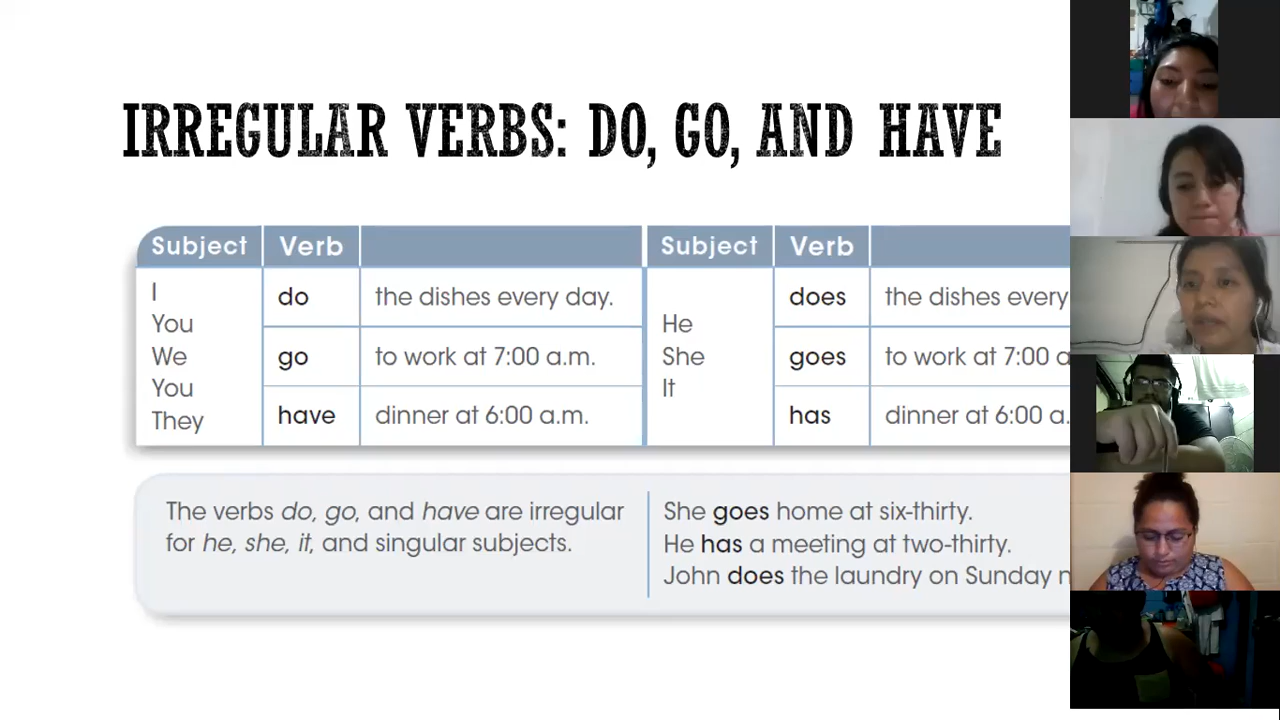 IRREGULAR VERBS: DO, GO, AND HAVE
Subject Verb Subject Verb
I
You
We
You
They
do the dishes every day.
go to work at 7:00 a.m.
have dinner at 6:00 a.m.
He
She
It
does the dishes every
goes to work at 7:00 a
has dinner at 6:00 a.
The verbs do, go, and have are irregular
for he, she, it, and singular subjects.
She goes home at six-thirty.
He has a meeting at two-thirty.
John does the laundry on Sunday